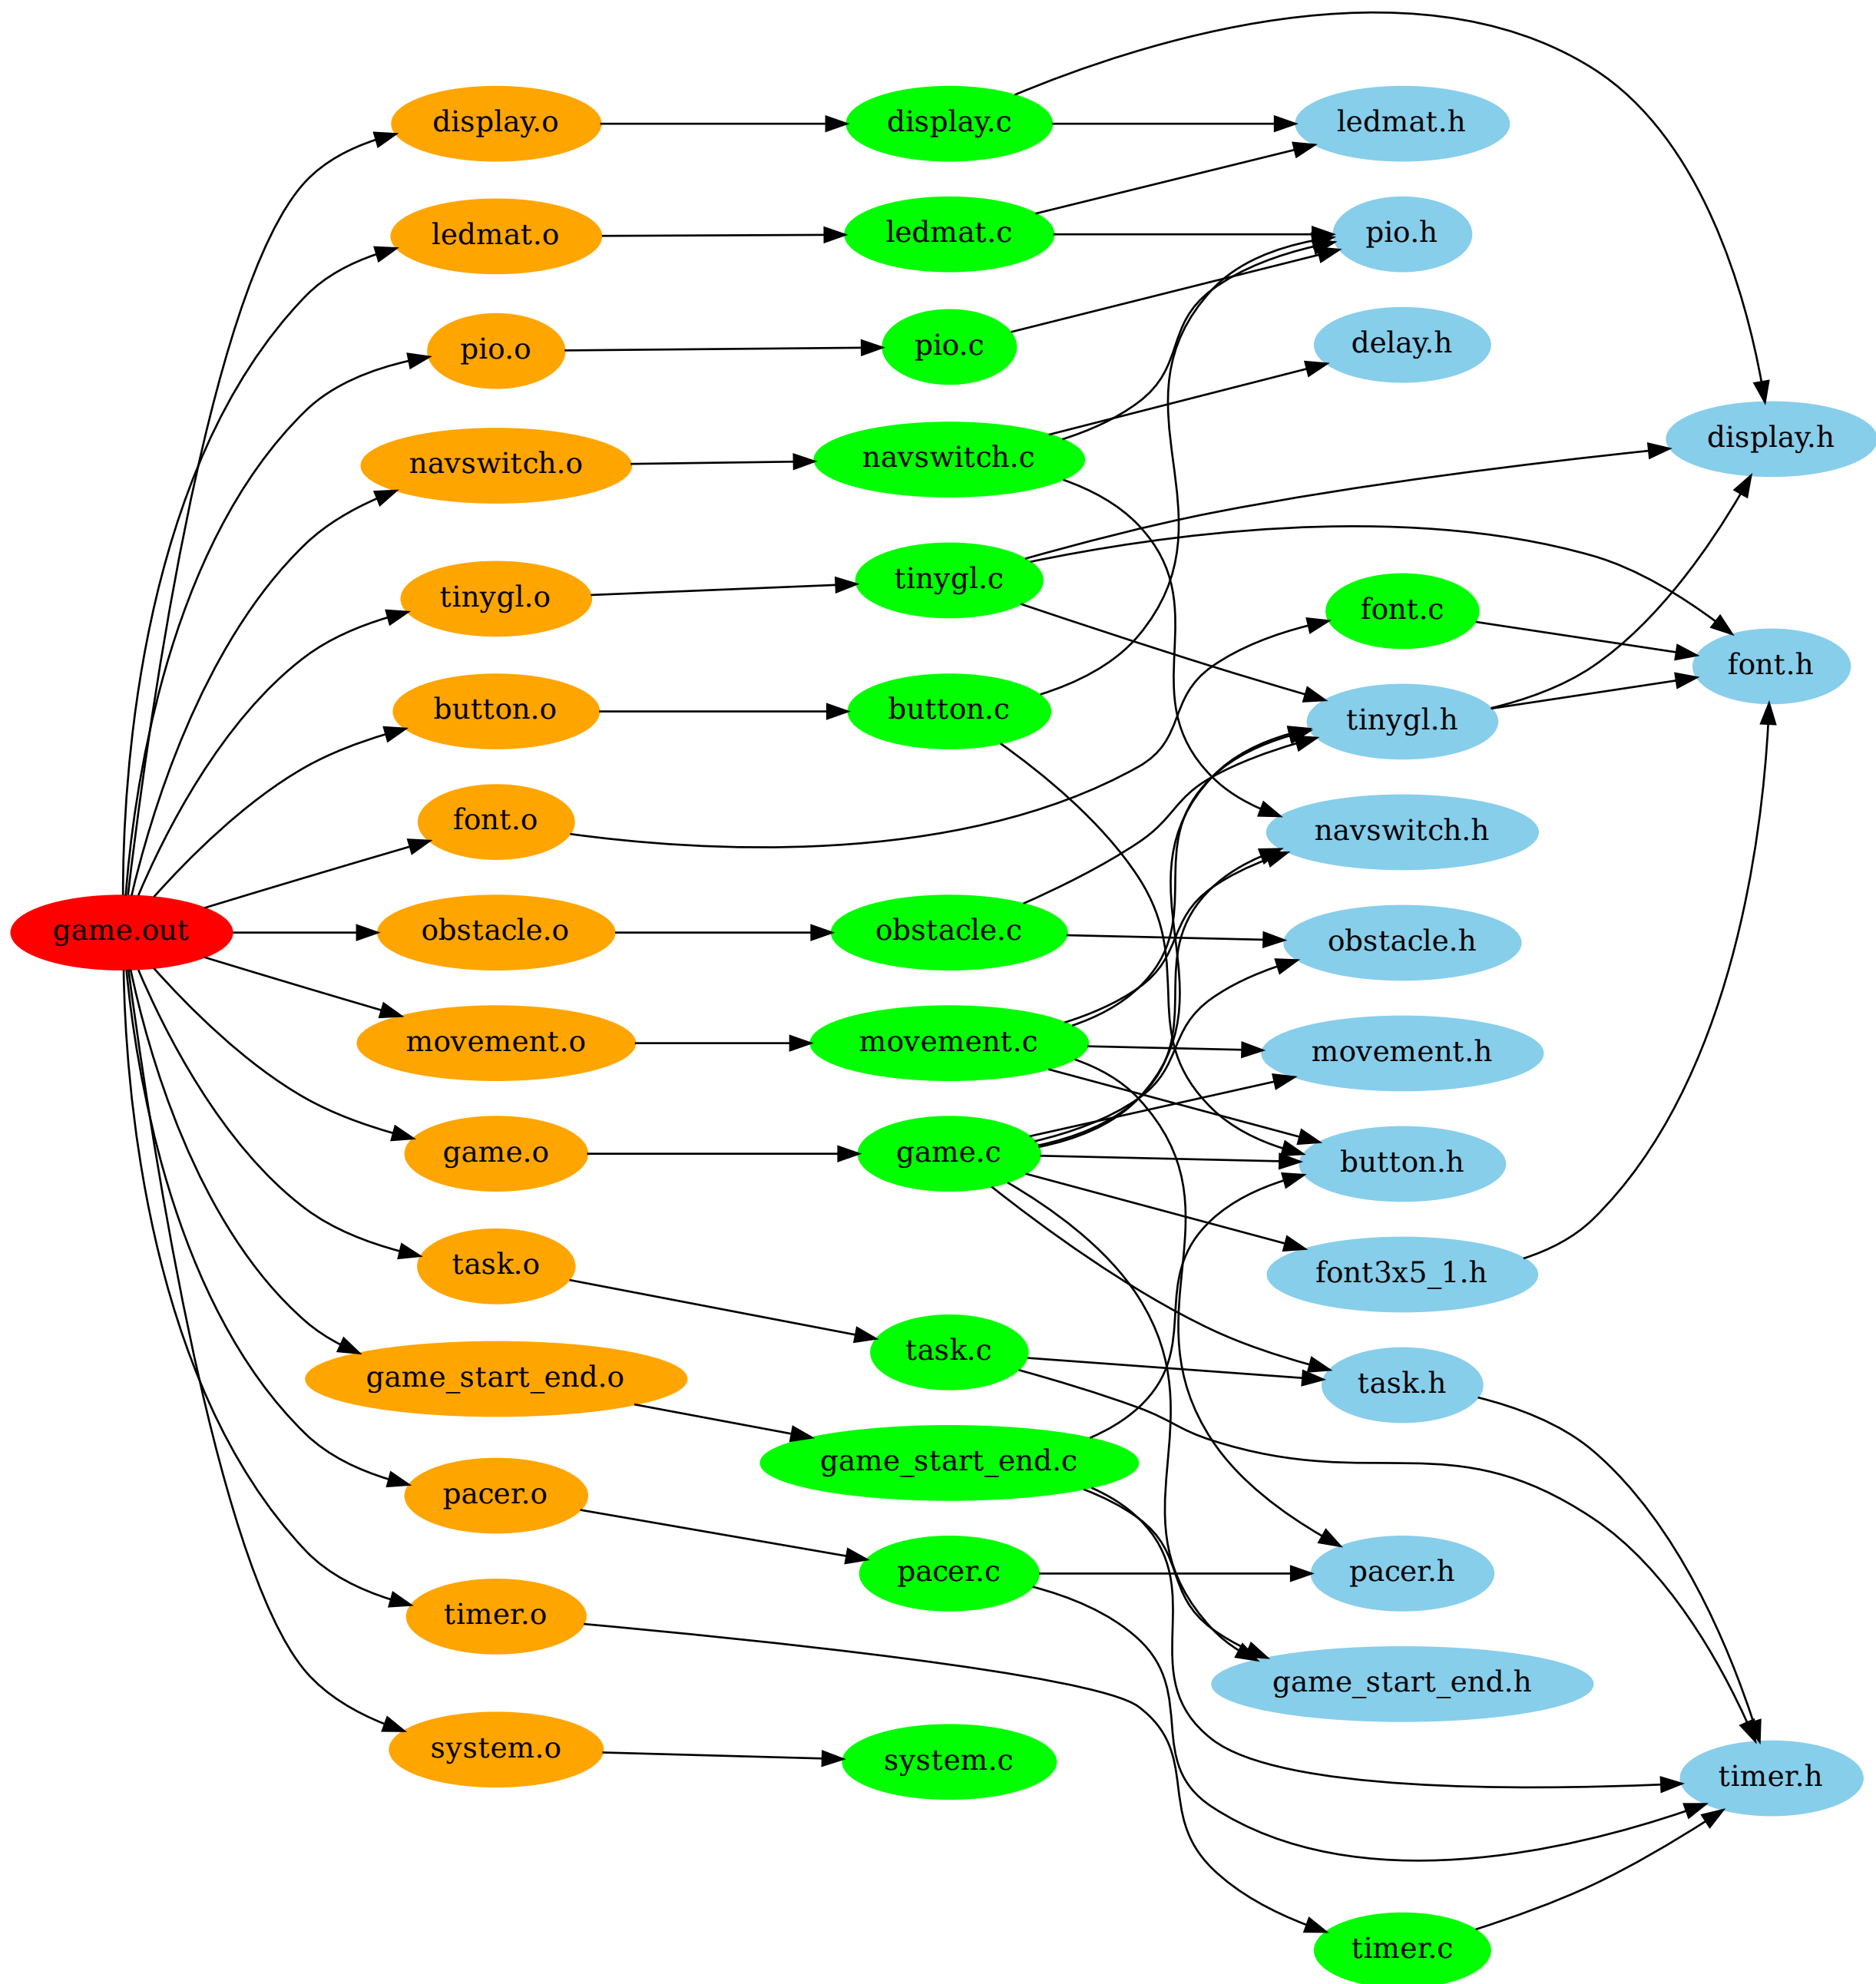 game.out
display.o
ledmat.o
pio.o
navswitch.o
tinygl.o
button.o
font.o
obstacle.o
movement.o
game.o
task.o
game_start_end.o
pacer.o
timer.o
system.o
display.c
ledmat.c
pio.c
navswitch.c
tinygl.c
button.c
obstacle.c
movement.c
game.c
task.c
game_start_end.c
pacer.c
system.c
ledmat.h
pio.h
delay.h
font.c
tinygl.h
navswitch.h
obstacle.h
movement.h
button.h
font3x5_1.h
task.h
pacer.h
game_start_end.h
timer.c
display.h
font.h
timer.h